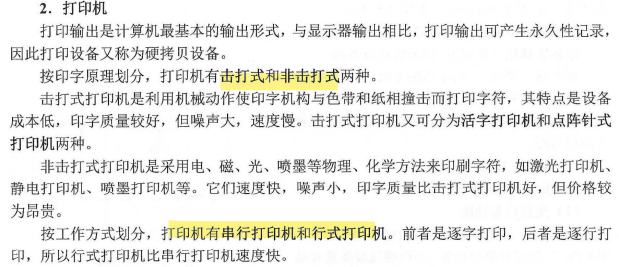 2．打印机
打印输出是计算机最基本的输出形式，与显示器输出相比，打印输出可产生永久性记录，
因此打印设备又称为硬拷贝设备。
按印字原理划分，打印机有击打式和非击打式两种。
击打式打印机是利用机械动作使印字机构与色带和纸相撞击而打印字符，其特点是设备
成本低，印字质量较好，但噪声大，速度慢。击打式打印机又可分为活字打印机和点阵针式
打印机两种。
非击打式打印机是采用电、磁、光、喷墨等物理、化学方法来印刷字符，如激光打印机、
静电打印机、喷墨打印机等。它们速度快，噪声小，印字质量比击打式打印机好，但价格较
为昂贵。
按工作方式划分，打印机有串行打印机和行式打印机。前者是逐字打印，后者是逐行打
印，所以行式打印机比串行打印机速度快。